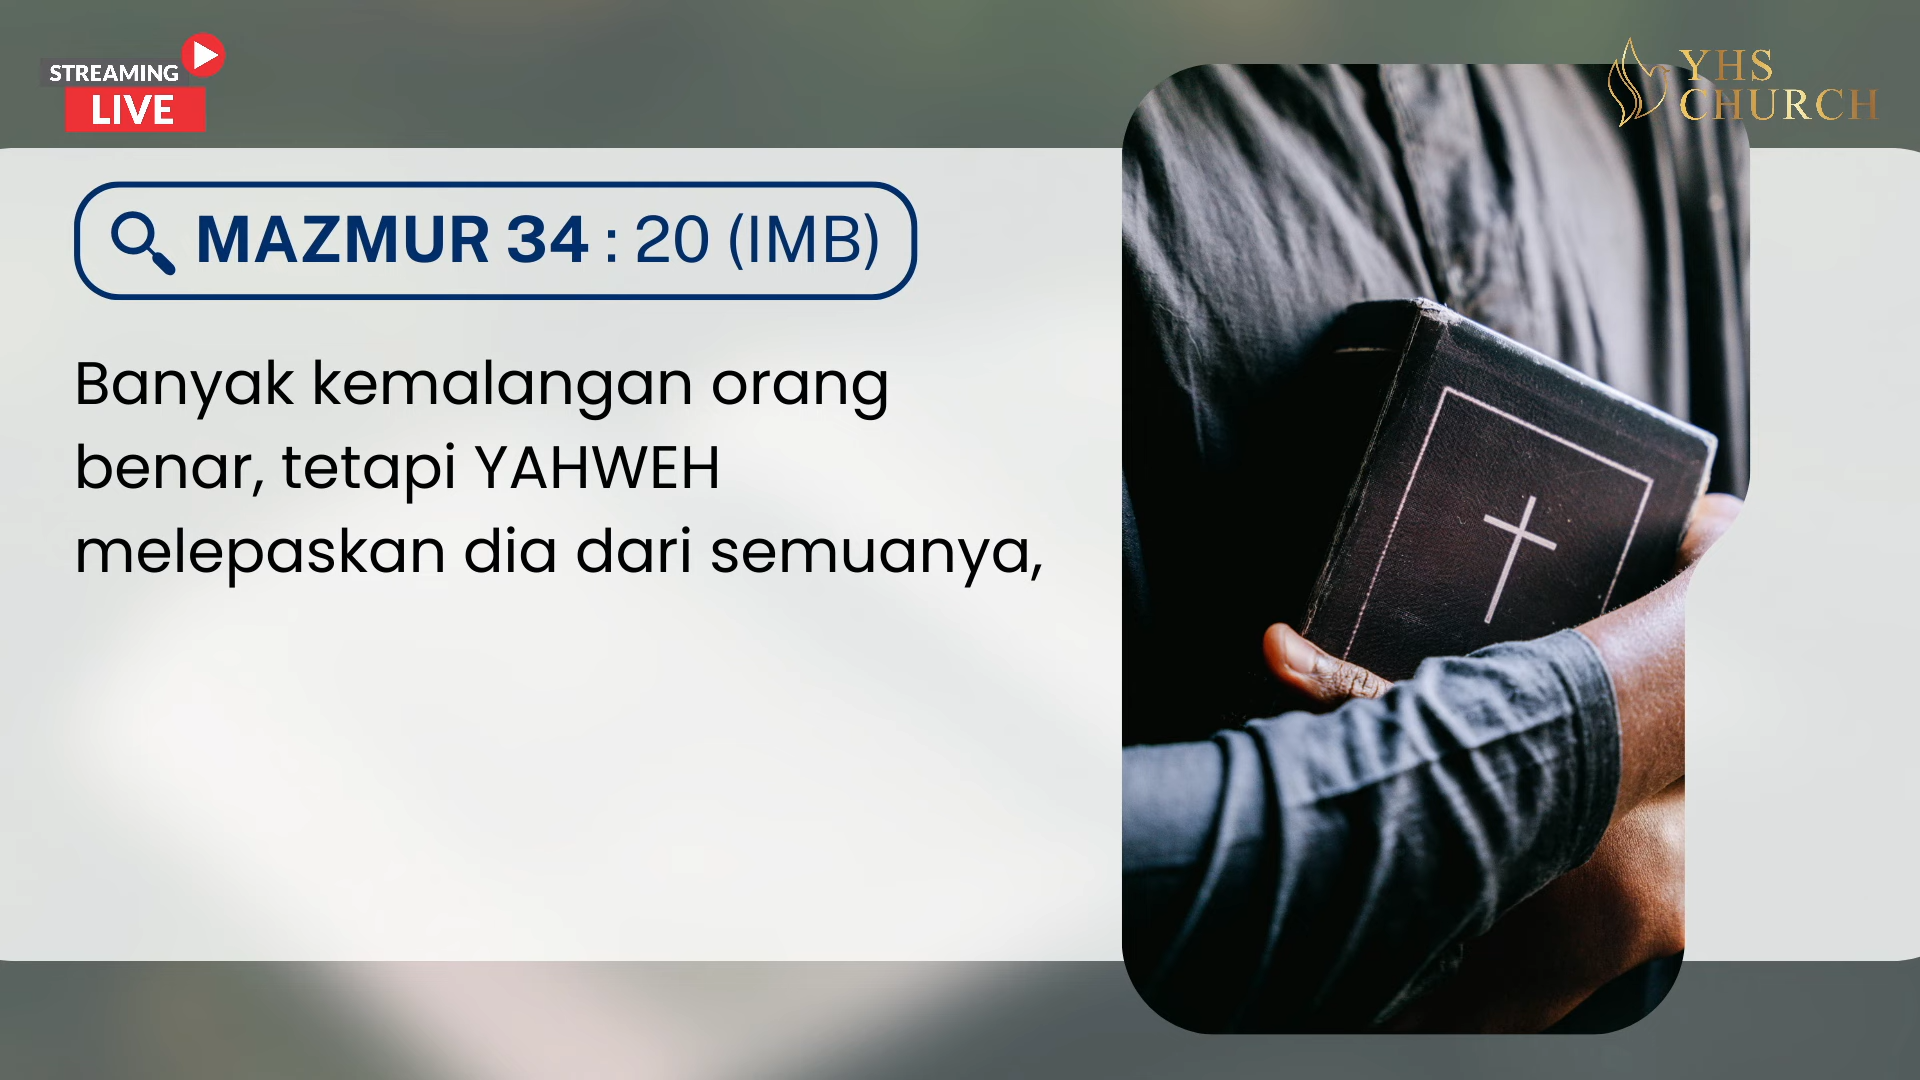 STREAMING
LIVE
YHS
CHURCH
MAZMUR 34 : 20 (IMB)
Banyak kemalangan orang
benar, tetapi YAHWEH
melepaskan dia dari semuanya,